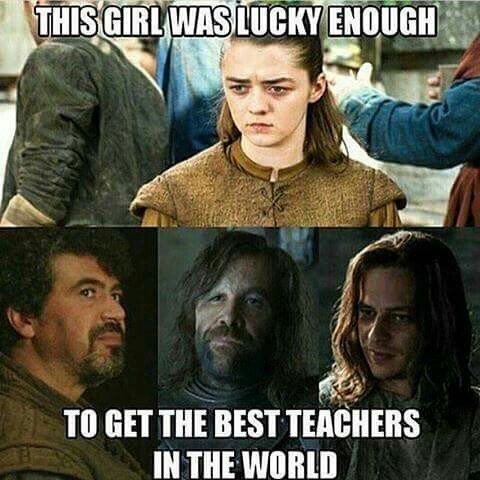 THIS GIRL WAS LUCKY ENOUGH
TO GET THE BEST TEACHERS
IN THE WORLD